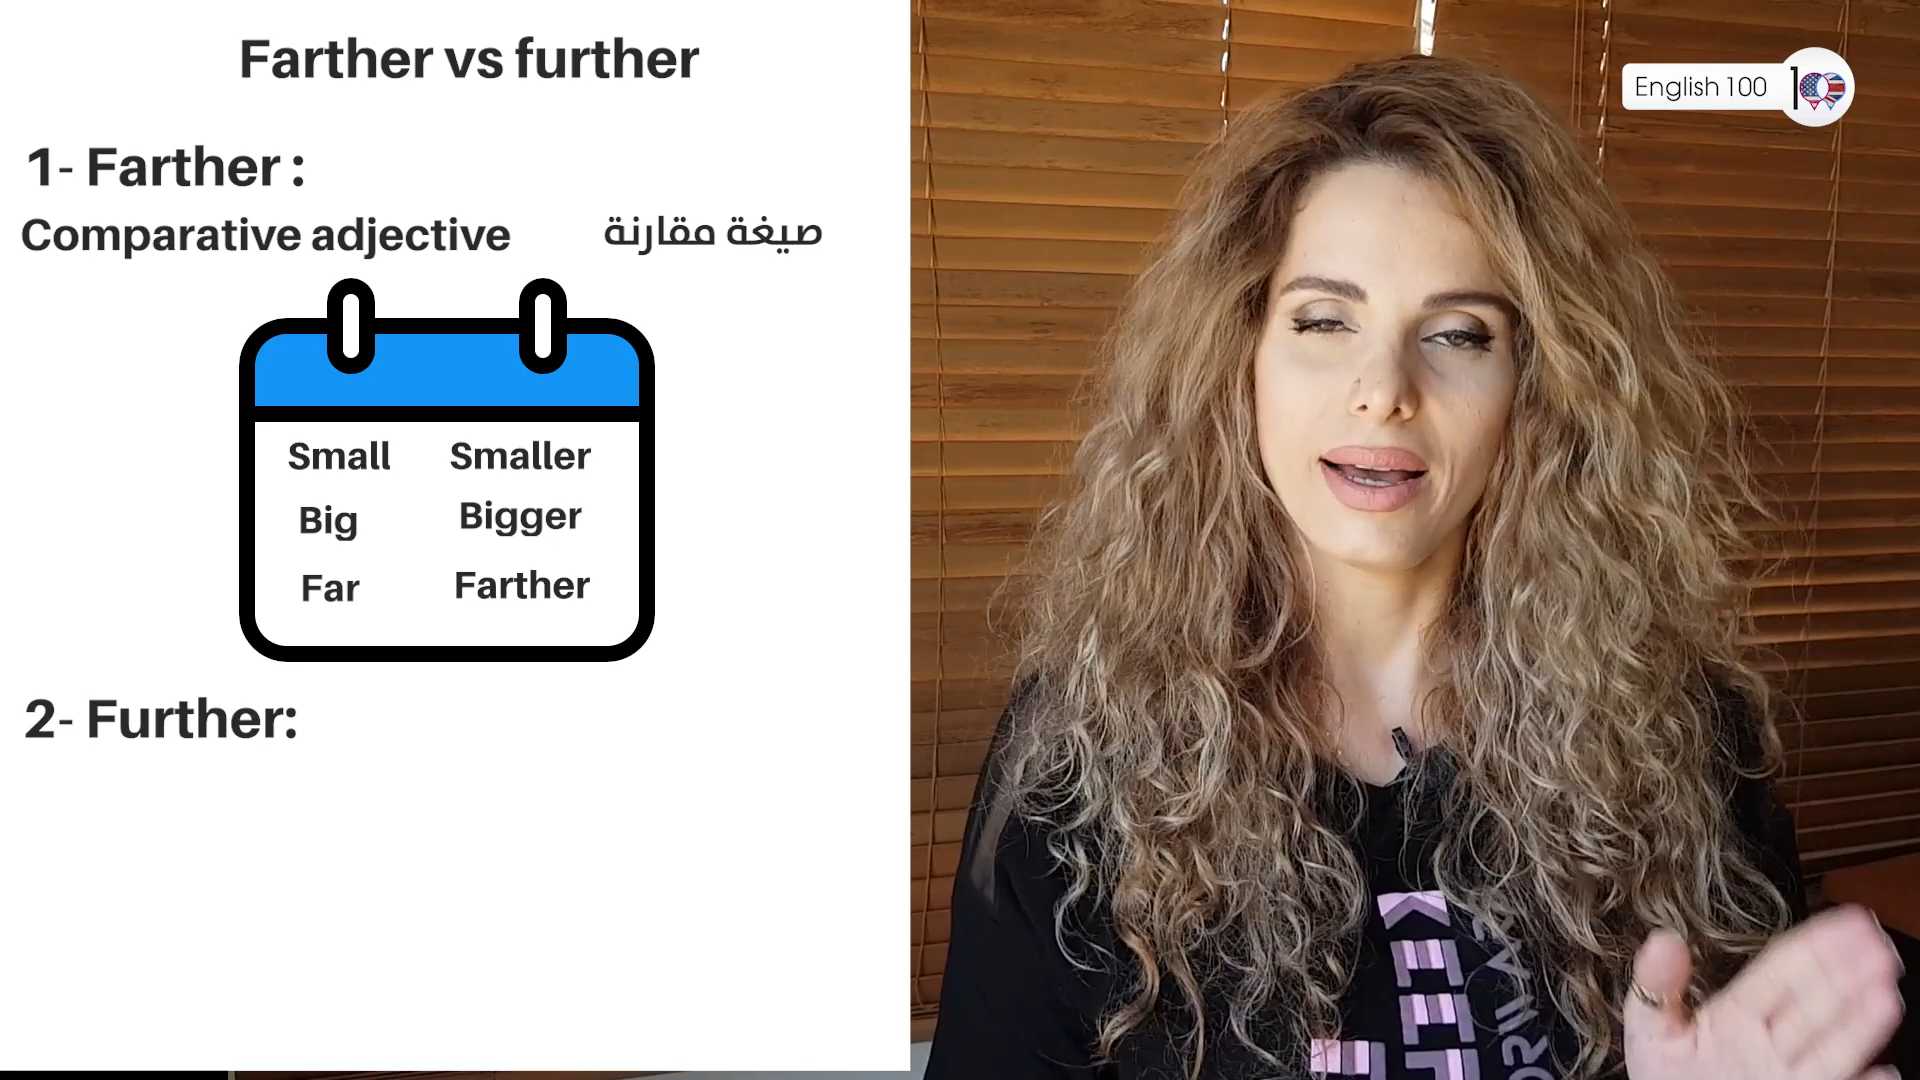 Farther vs further
English 100
1- Farther :
Comparative adjective صيغة مقارنة
Small Smaller
Big Bigger
Far Farther
2- Further:
KEEP